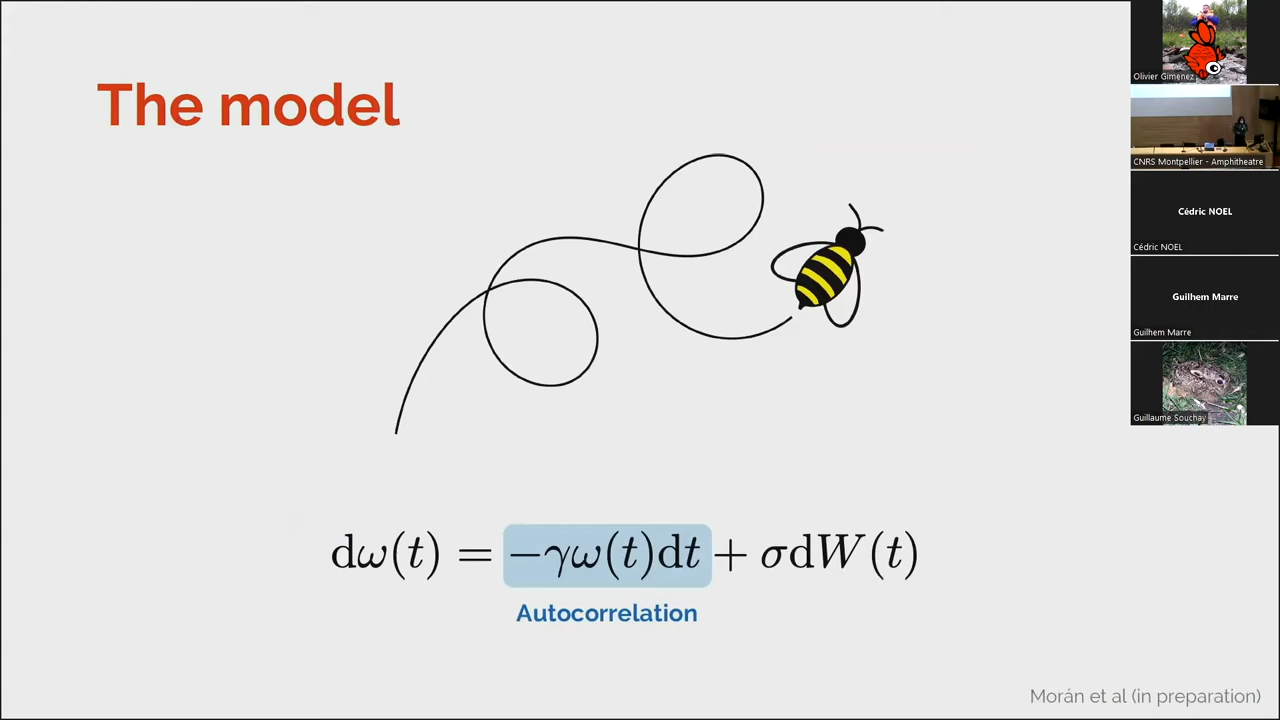 The model
dω(t) = −γω(t)dt + σdW(t)
Autocorrelation
Morán et al (in preparation)
Olivier Gimenez
CNRS Montpellier - Amphitheatre
Cédric NOEL
Cédric NOEL
Guilhem Marre
Guilhem Marre
Guillaume Souchay